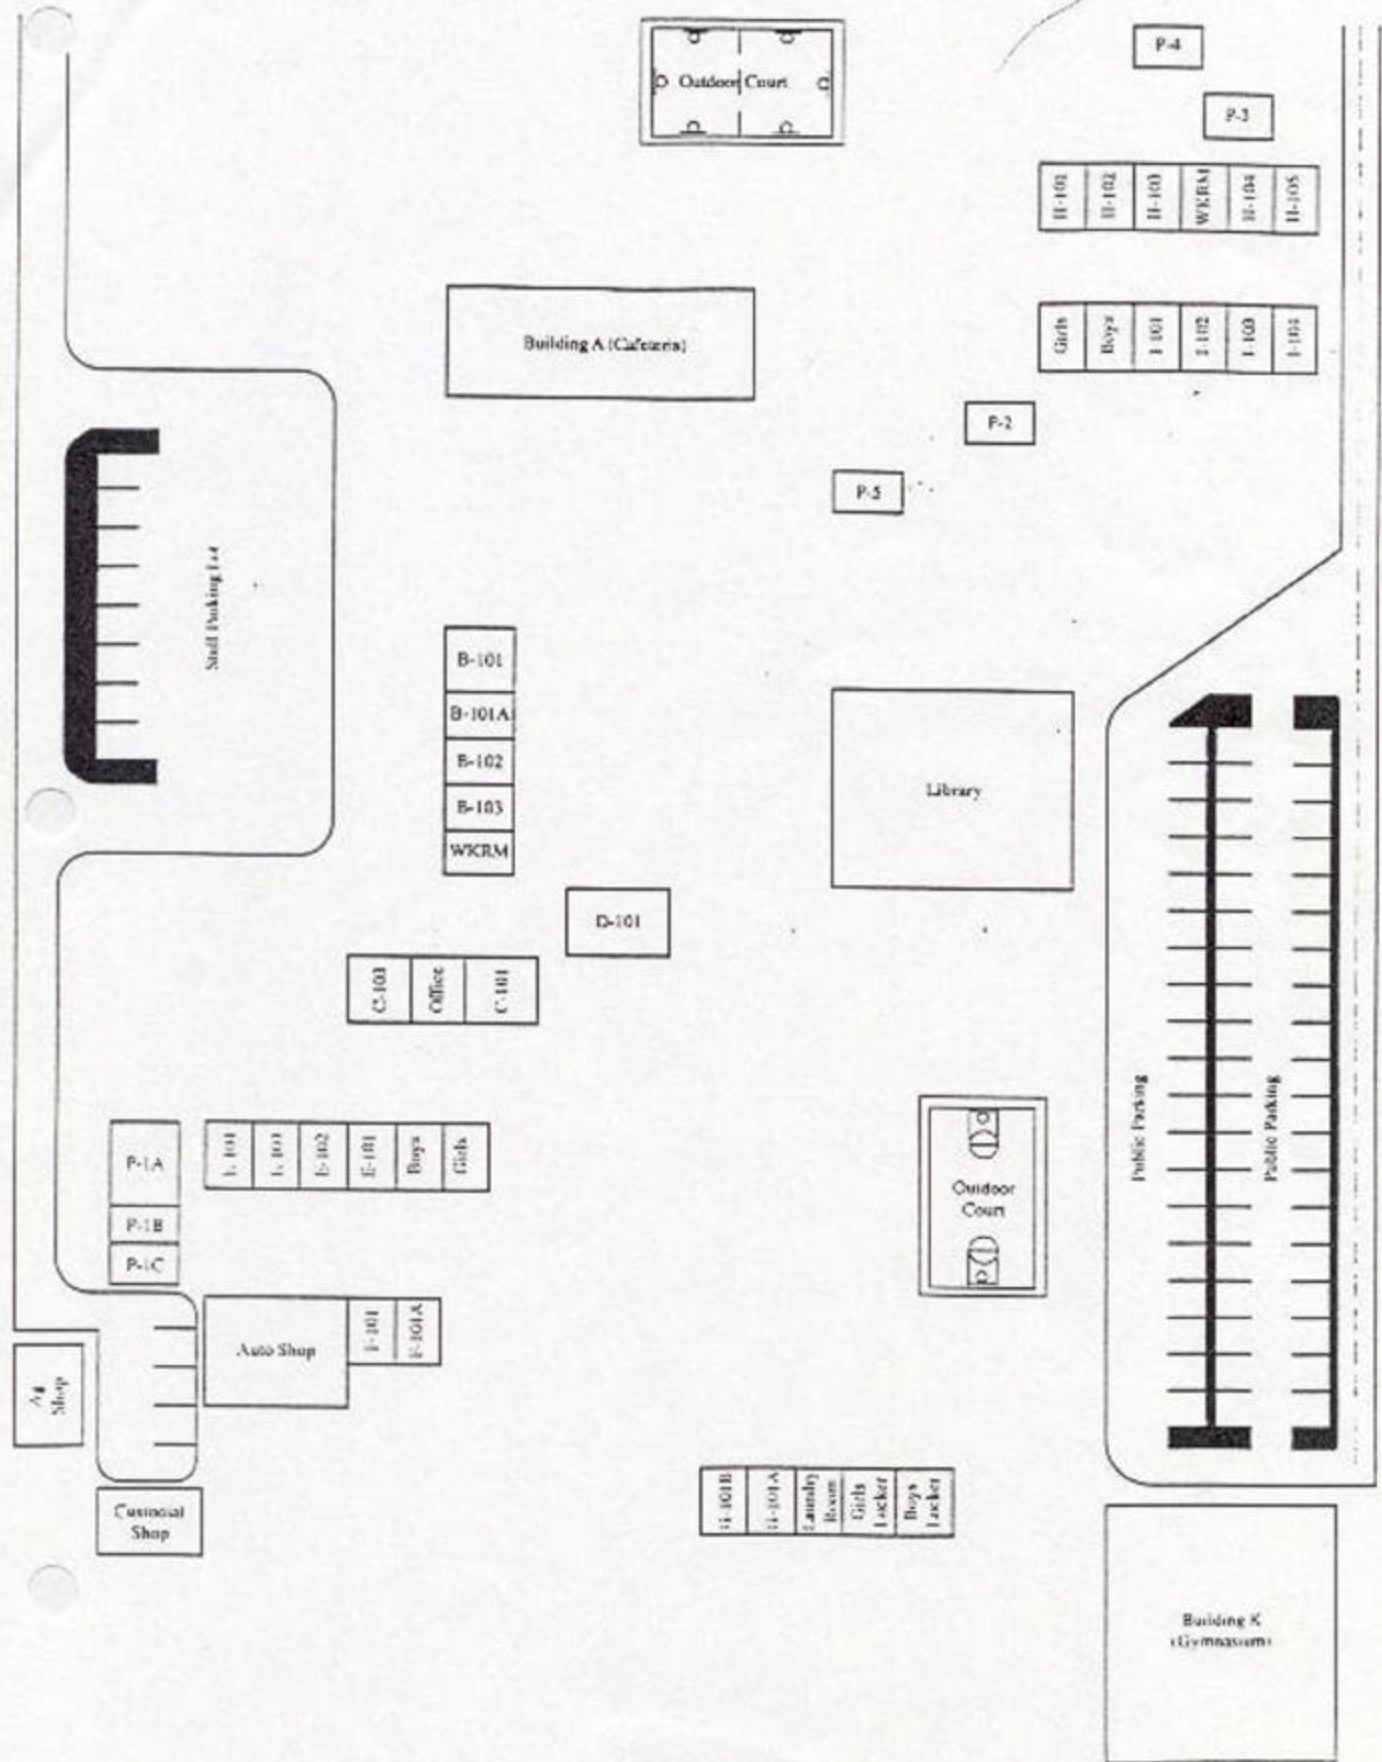 P-4
Outdoor Court
P-3
H-101
H-102
H-103
WKRM
H-104
H-105
Building A (Cafeteria)
Girls
Boys
I-101
I-102
I-103
I-104
P-2
P-5
Staff Parking Lot
B-101
B-101A
B-102
B-103
WKRM
Library
D-101
C-103
Office
C-101
Public Parking
Public Parking
P-1A
P-1B
P-1C
E-103
E-102
E-101
Boys
Girls
Outdoor
Court
Auto Shop
F-101
F-101A
Ag
Shop
Custodial
Shop
Laundry
Room
Girls
Locker
Boys
Locker
Building K
(Gymnasium)